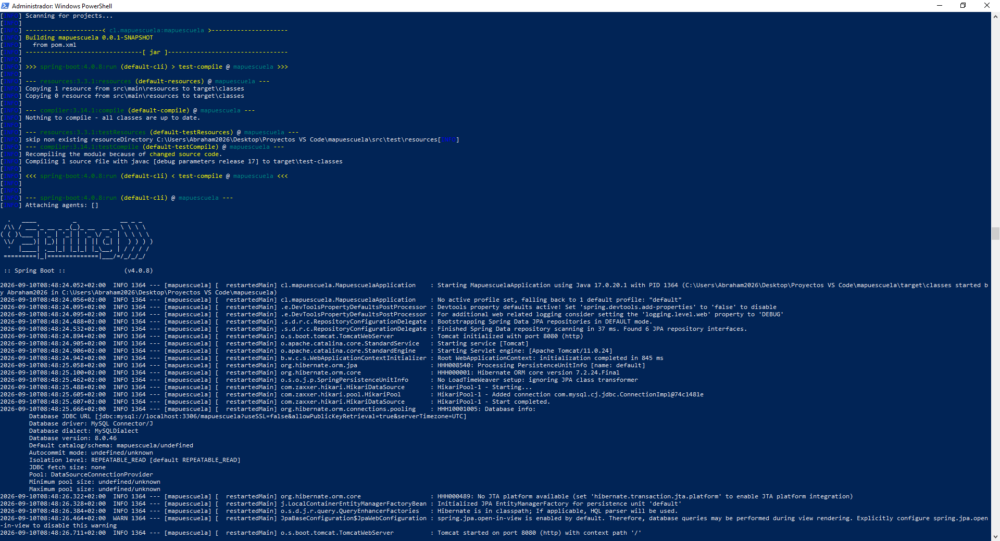 Administrador: Windows PowerShell
[INFO] Scanning for projects...
[INFO]
[INFO] ---------------------< cl.mapuescuela:mapuescuela >---------------------
[INFO] Building mapuescuela 0.0.1-SNAPSHOT
[INFO]   from pom.xml
[INFO] --------------------------------[ jar ]---------------------------------
[INFO]
[INFO] >>> spring-boot:4.0.8:run (default-cli) > test-compile @ mapuescuela >>>
[INFO]
[INFO] --- resources:3.3.1:resources (default-resources) @ mapuescuela ---
[INFO] Copying 1 resource from src\main\resources to target\classes
[INFO] Copying 0 resource from src\main\resources to target\classes
[INFO]
[INFO] --- compiler:3.14.1:compile (default-compile) @ mapuescuela ---
[INFO] Nothing to compile - all classes are up to date.
[INFO]
[INFO] --- resources:3.3.1:testResources (default-testResources) @ mapuescuela ---
[INFO] skip non existing resourceDirectory C:\Users\Abraham2026\Desktop\Proyectos VS Code\mapuescuela\src\test\resources[INFO]
[INFO] --- compiler:3.14.1:testCompile (default-testCompile) @ mapuescuela ---
[INFO] Recompiling the module because of changed source code.
[INFO] Compiling 1 source file with javac [debug parameters release 17] to target\test-classes
[INFO]
[INFO] <<< spring-boot:4.0.8:run (default-cli) < test-compile @ mapuescuela <<<
[INFO]
[INFO]
[INFO] --- spring-boot:4.0.8:run (default-cli) @ mapuescuela ---
[INFO] Attaching agents: []
  .   ____          _            __ _ _
 /\\ / ___'_ __ _ _(_)_ __  __ _ \ \ \ \
( ( )\___ | '_ | '_| | '_ \/ _` | \ \ \ \
 \\/  ___)| |_)| | | | | || (_| |  ) ) ) )
  '  |____| .__|_| |_|_| |_\__, | / / / /
 =========|_|==============|___/=/_/_/_/
 :: Spring Boot ::                (v4.0.8)
2026-09-10T08:48:24.052+02:00  INFO 1364 --- [mapuescuela] [  restartedMain] cl.mapuescuela.MapuescuelaApplication    : Starting MapuescuelaApplication using Java 17.0.20.1 with PID 1364 (C:\Users\Abraham2026\Desktop\Proyectos VS Code\mapuescuela\target\classes started b
y Abraham2026 in C:\Users\Abraham2026\Desktop\Proyectos VS Code\mapuescuela)
2026-09-10T08:48:24.056+02:00  INFO 1364 --- [mapuescuela] [  restartedMain] cl.mapuescuela.MapuescuelaApplication    : No active profile set, falling back to 1 default profile: "default"
2026-09-10T08:48:24.095+02:00  INFO 1364 --- [mapuescuela] [  restartedMain] .e.DevToolsPropertyDefaultsPostProcessor : Devtools property defaults active! Set 'spring.devtools.add-properties' to 'false' to disable
2026-09-10T08:48:24.095+02:00  INFO 1364 --- [mapuescuela] [  restartedMain] .e.DevToolsPropertyDefaultsPostProcessor : For additional web related logging consider setting the 'logging.level.web' property to 'DEBUG'
2026-09-10T08:48:24.488+02:00  INFO 1364 --- [mapuescuela] [  restartedMain] .s.d.r.c.RepositoryConfigurationDelegate : Bootstrapping Spring Data JPA repositories in DEFAULT mode.
2026-09-10T08:48:24.532+02:00  INFO 1364 --- [mapuescuela] [  restartedMain] .s.d.r.c.RepositoryConfigurationDelegate : Finished Spring Data repository scanning in 37 ms. Found 6 JPA repository interfaces.
2026-09-10T08:48:24.894+02:00  INFO 1364 --- [mapuescuela] [  restartedMain] o.s.boot.tomcat.TomcatWebServer          : Tomcat initialized with port 8080 (http)
2026-09-10T08:48:24.905+02:00  INFO 1364 --- [mapuescuela] [  restartedMain] o.apache.catalina.core.StandardService   : Starting service [Tomcat]
2026-09-10T08:48:24.906+02:00  INFO 1364 --- [mapuescuela] [  restartedMain] o.apache.catalina.core.StandardEngine    : Starting Servlet engine: [Apache Tomcat/11.0.24]
2026-09-10T08:48:24.942+02:00  INFO 1364 --- [mapuescuela] [  restartedMain] b.w.c.s.WebApplicationContextInitializer : Root WebApplicationContext: initialization completed in 845 ms
2026-09-10T08:48:25.058+02:00  INFO 1364 --- [mapuescuela] [  restartedMain] org.hibernate.orm.jpa                    : HHH008540: Processing PersistenceUnitInfo [name: default]
2026-09-10T08:48:25.100+02:00  INFO 1364 --- [mapuescuela] [  restartedMain] org.hibernate.orm.core                   : HHH000001: Hibernate ORM core version 7.2.24.Final
2026-09-10T08:48:25.462+02:00  INFO 1364 --- [mapuescuela] [  restartedMain] o.s.o.j.p.SpringPersistenceUnitInfo      : No LoadTimeWeaver setup: ignoring JPA class transformer
2026-09-10T08:48:25.488+02:00  INFO 1364 --- [mapuescuela] [  restartedMain] com.zaxxer.hikari.HikariDataSource       : HikariPool-1 - Starting...
2026-09-10T08:48:25.605+02:00  INFO 1364 --- [mapuescuela] [  restartedMain] com.zaxxer.hikari.pool.HikariPool        : HikariPool-1 - Added connection com.mysql.cj.jdbc.ConnectionImpl@74c1481e
2026-09-10T08:48:25.607+02:00  INFO 1364 --- [mapuescuela] [  restartedMain] com.zaxxer.hikari.HikariDataSource       : HikariPool-1 - Start completed.
2026-09-10T08:48:25.666+02:00  INFO 1364 --- [mapuescuela] [  restartedMain] org.hibernate.orm.connections.pooling    : HHH10001005: Database info:
        Database JDBC URL [jdbc:mysql://localhost:3306/mapuescuela?useSSL=false&allowPublicKeyRetrieval=true&serverTimezone=UTC]
        Database driver: MySQL Connector/J
        Database dialect: MySQLDialect
        Database version: 8.0.46
        Default catalog/schema: mapuescuela/undefined
        Autocommit mode: undefined/unknown
        Isolation level: REPEATABLE_READ [default REPEATABLE_READ]
        JDBC fetch size: none
        Pool: DataSourceConnectionProvider
        Minimum pool size: undefined/unknown
        Maximum pool size: undefined/unknown
2026-09-10T08:48:26.322+02:00  INFO 1364 --- [mapuescuela] [  restartedMain] org.hibernate.orm.core                   : HHH000489: No JTA platform available (set 'hibernate.transaction.jta.platform' to enable JTA platform integration)
2026-09-10T08:48:26.328+02:00  INFO 1364 --- [mapuescuela] [  restartedMain] j.LocalContainerEntityManagerFactoryBean : Initialized JPA EntityManagerFactory for persistence unit 'default'
2026-09-10T08:48:26.384+02:00  INFO 1364 --- [mapuescuela] [  restartedMain] o.s.d.j.r.query.QueryEnhancerFactories   : Hibernate is in classpath; If applicable, HQL parser will be used.
2026-09-10T08:48:26.464+02:00  WARN 1364 --- [mapuescuela] [  restartedMain] JpaBaseConfiguration$JpaWebConfiguration : spring.jpa.open-in-view is enabled by default. Therefore, database queries may be performed during view rendering. Explicitly configure spring.jpa.open
-in-view to disable this warning
2026-09-10T08:48:26.711+02:00  INFO 1364 --- [mapuescuela] [  restartedMain] o.s.boot.tomcat.TomcatWebServer          : Tomcat started on port 8080 (http) with context path '/'